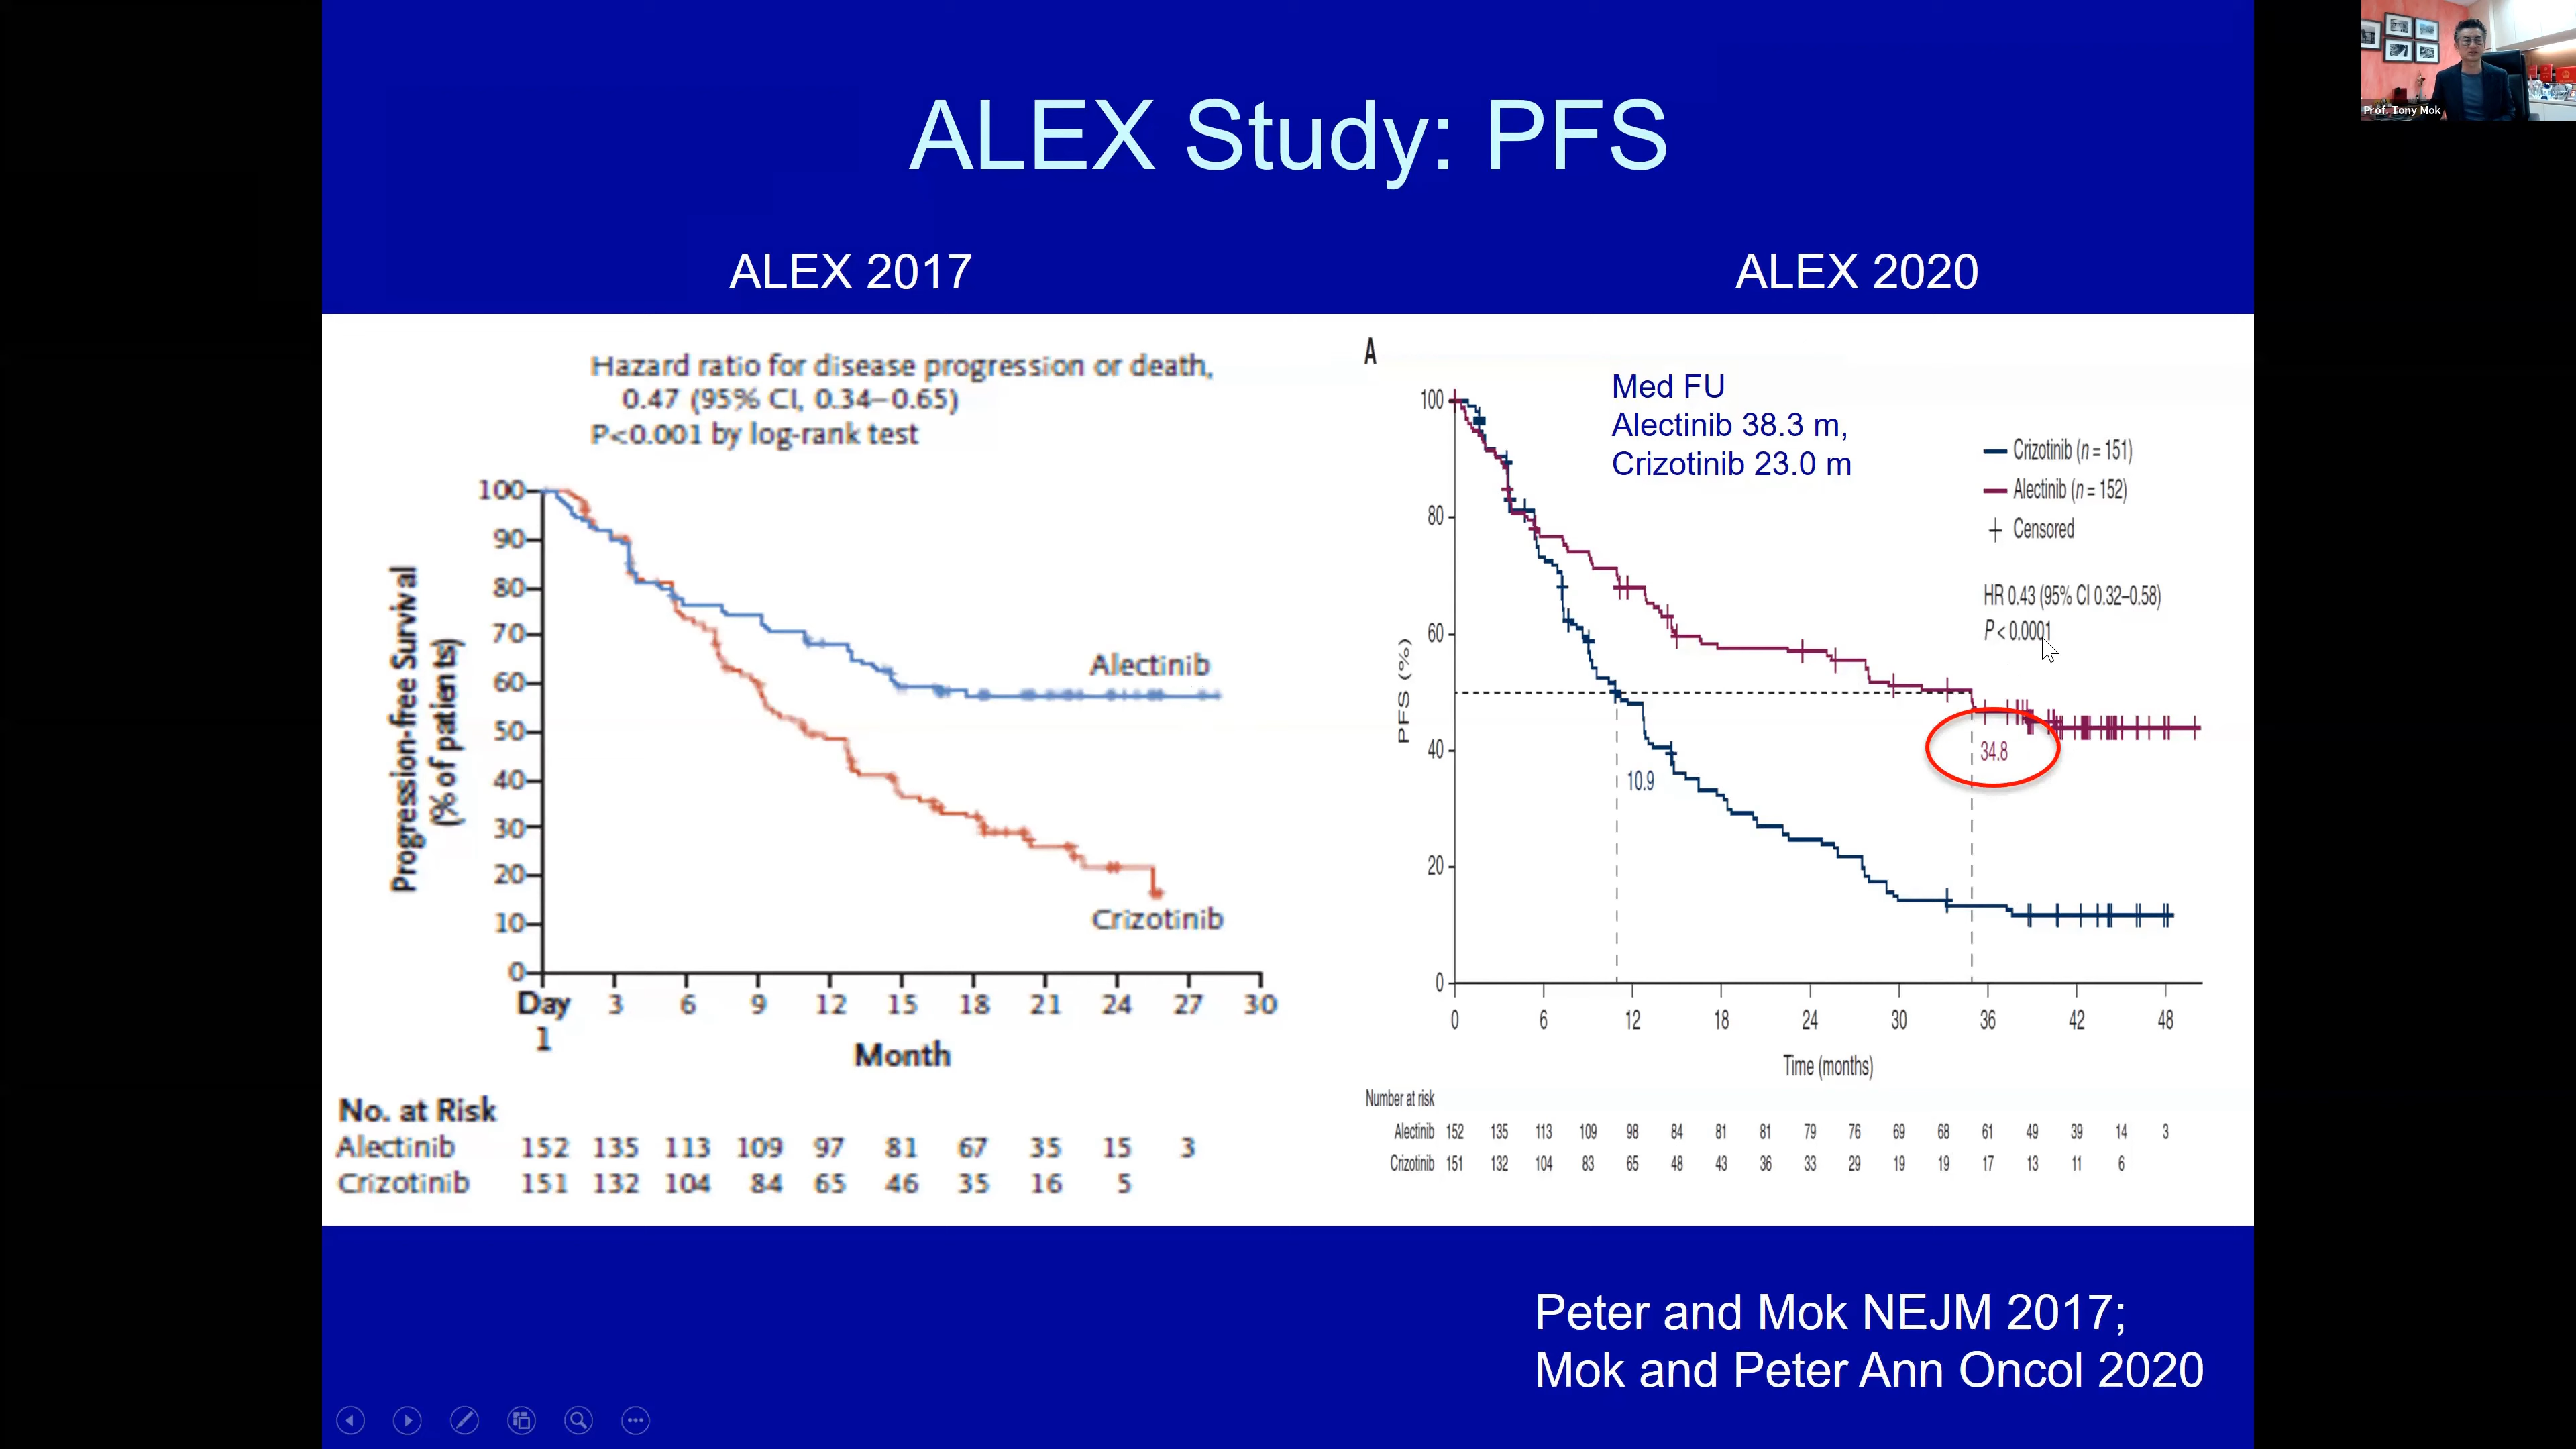 Prof. Tony Mok
ALEX Study: PFS
ALEX 2017
ALEX 2020
Hazard ratio for disease progression or death,
0.47 (95% CI, 0.34–0.65)
P<0.001 by log-rank test
100
90
80
70
60
50
40
30
20
10
0
Progression-free Survival
(% of patients)
Alectinib
Crizotinib
Day
1
3 6 9 12 15 18 21 24 27 30
Month
No. at Risk
Alectinib 152 135 113 109 97 81 67 35 15 3
Crizotinib 151 132 104 84 65 46 35 16 5
A
Med FU
Alectinib 38.3 m,
Crizotinib 23.0 m
Crizotinib (n = 151)
Alectinib (n = 152)
Censored
HR 0.43 (95% CI 0.32–0.58)
P < 0.0001
100
80
60
40
20
0
PFS (%)
10.9
34.8
0 6 12 18 24 30 36 42 48
Time (months)
Number at risk
Alectinib 152 135 113 109 98 84 81 81 79 76 69 68 61 49 39 14 3
Crizotinib 151 132 104 83 65 48 43 36 33 29 19 19 17 13 11 6
Peter and Mok NEJM 2017;
Mok and Peter Ann Oncol 2020